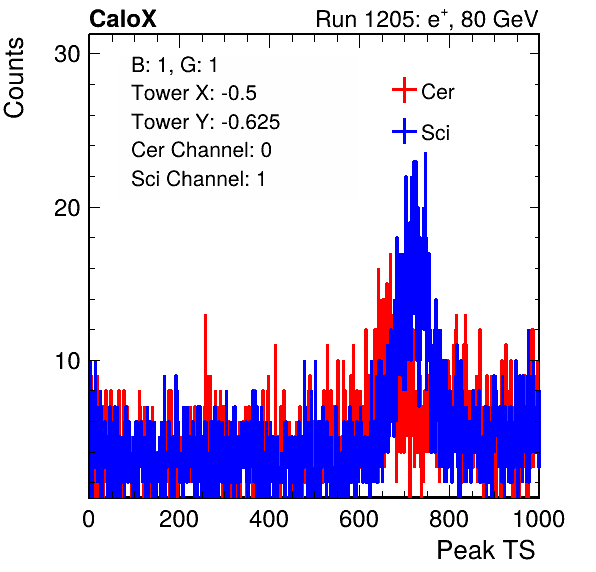 CaloX
Run 1205: e+, 80 GeV
Counts
B: 1, G: 1
Tower X: -0.5
Tower Y: -0.625
Cer Channel: 0
Sci Channel: 1
Cer
Sci
30
20
10
0 200 400 600 800 1000
Peak TS